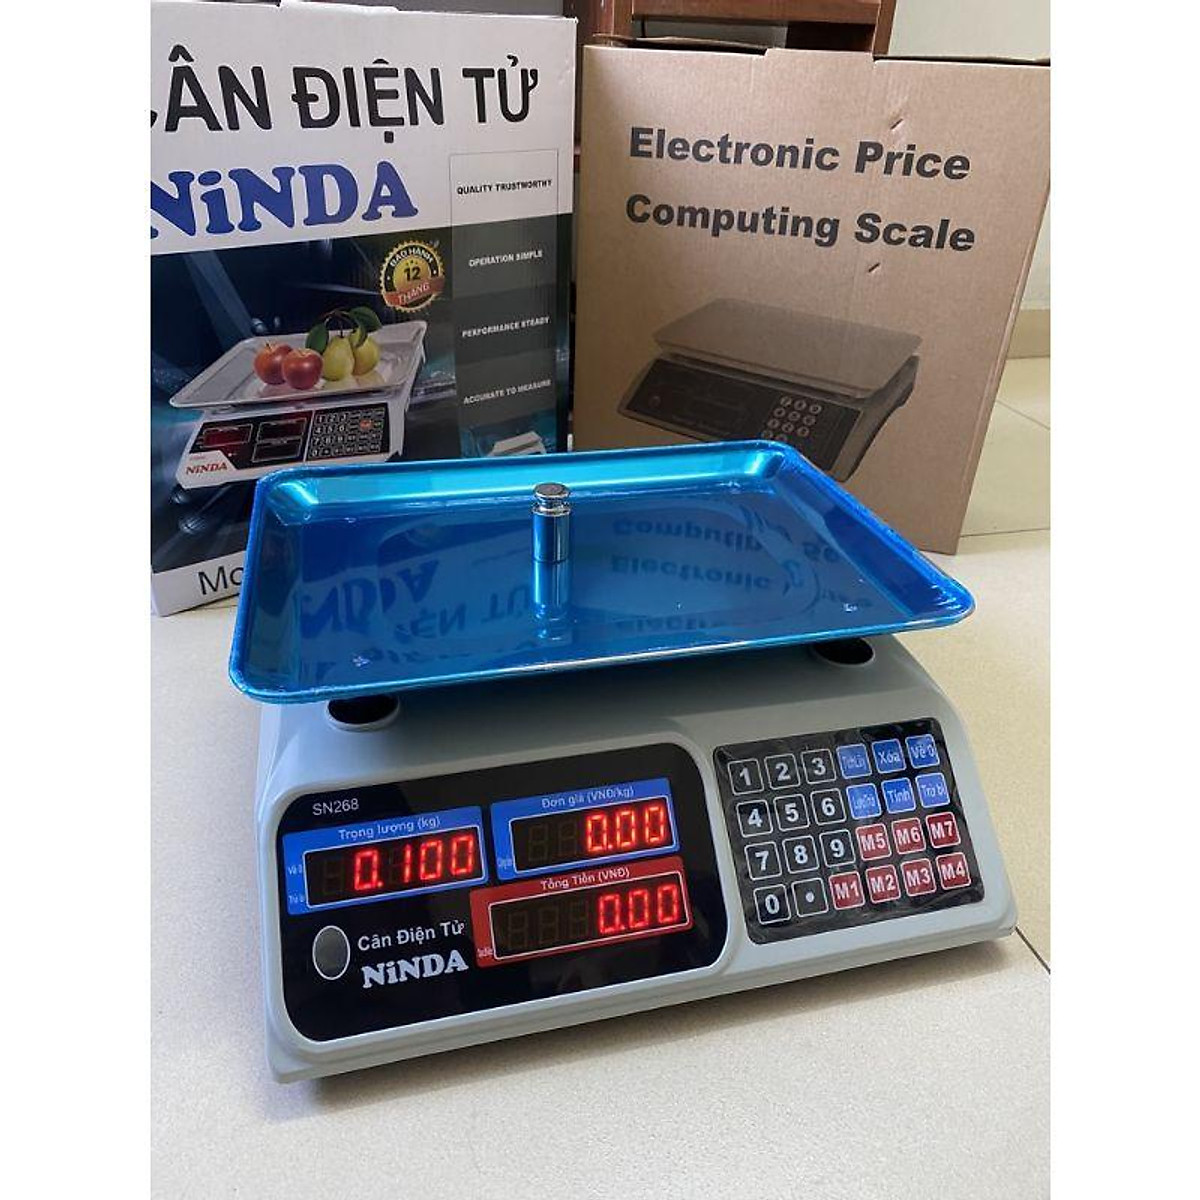 CÂN ĐIỆN TỬ
NiNDA
QUALITY TRUSTWORTHY
OPERATION SIMPLE
PERFORMANCE STEADY
ACCURATE TO MEASURE
BẢO HÀNH
12
THÁNG
NiNDA
Electronic Price
Computing Scale
SN268
Trọng lượng (kg)
0.100
Đơn giá (VNĐ/kg)
0.00
Tổng Tiền (VNĐ)
0.00
Cân Điện Tử
NiNDA
1 2 3 Tích Lũy Xóa Về 0
4 5 6 Tính Trừ bì
7 8 9 M5 M6 M7
0 . M1 M2 M3 M4